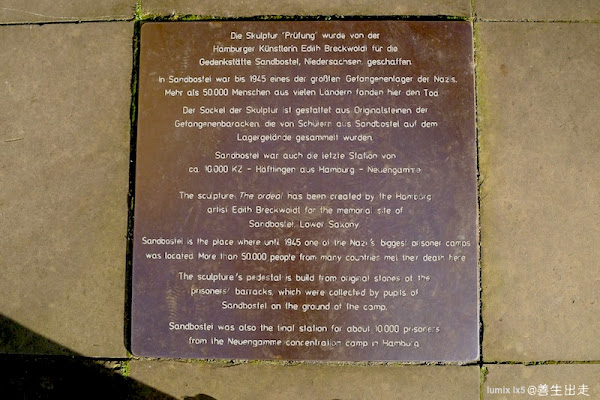 Die Skulptur "Prüfung" wurde von der
Hamburger Künstlerin Edith Breckwoldt für die
Gedenkstätte Sandbostel, Niedersachsen, geschaffen.
In Sandbostel war bis 1945 eines der größten Gefangenenlager der Nazis.
Mehr als 50.000 Menschen aus vielen Ländern fanden hier den Tod.
Der Sockel der Skulptur ist gestaltet aus Originalsteinen der
Gefangenenbaracken, die von Schülern aus Sandbostel auf dem
Lagergelände gesammelt wurden.
Sandbostel war auch die letzte Station von
ca. 10.000 KZ - Häftlingen aus Hamburg - Neuengamme.
The sculpture The ordeal has been created by the Hamburg
artist Edith Breckwoldt for the memorial site of
Sandbostel, Lower Saxony.
Sandbostel is the place where until 1945 one of the Nazi's biggest prisoner camps
was located. More than 50.000 people from many countries met their death here.
The sculpture's pedestal is build from original stones of the
prisoners' barracks, which were collected by pupils of
Sandbostel on the ground of the camp.
Sandbostel was also the final station for about 10.000 prisoners
from the Neuengamme concentration camp in Hamburg.
lumix lx5 @善生出走